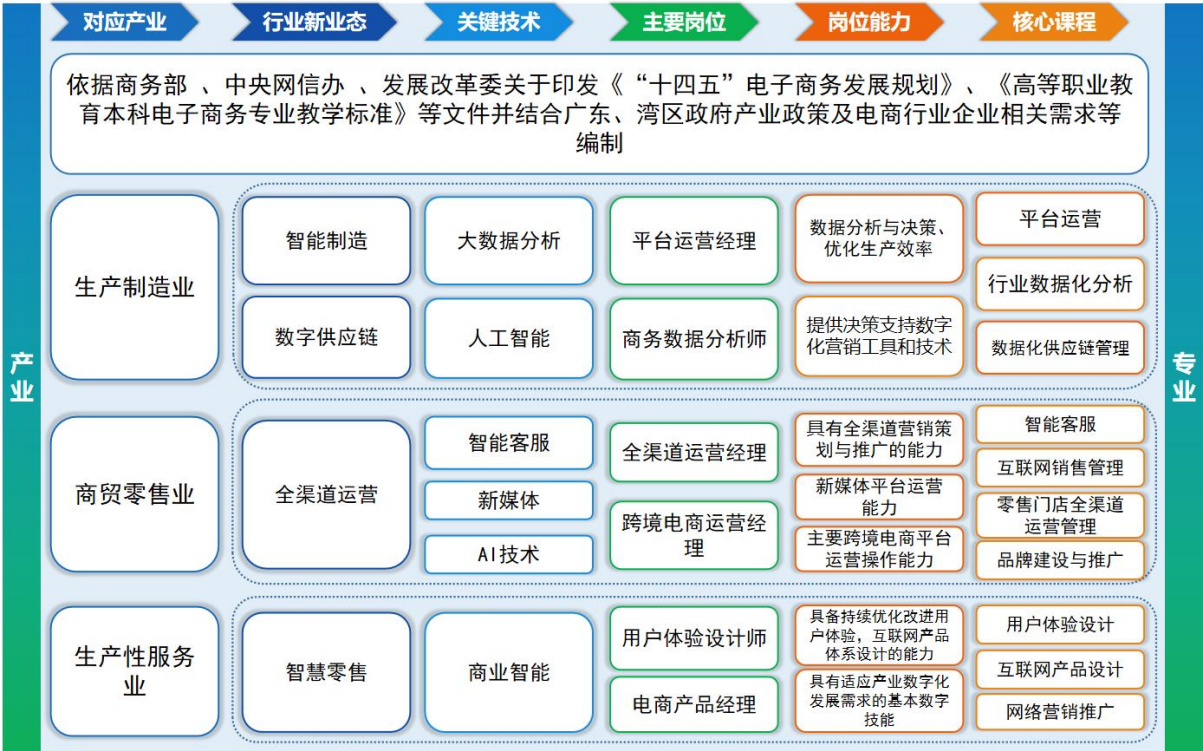 对应产业
行业新业态
关键技术
主要岗位
岗位能力
核心课程
依据商务部 、中央网信办 、发展改革委关于印发《 “十四五”电子商务发展规划》、《高等职业教
育本科电子商务专业教学标准》等文件并结合广东、湾区政府产业政策及电商行业企业相关需求等
编制
产
业
专
业
生产制造业
智能制造
数字供应链
大数据分析
人工智能
平台运营经理
商务数据分析师
数据分析与决策、
优化生产效率
提供决策支持数字
化营销工具和技术
平台运营
行业数据化分析
数据化供应链管理
商贸零售业
全渠道运营
智能客服
新媒体
AI技术
全渠道运营经理
跨境电商运营经
理
具有全渠道营销策
划与推广的能力
新媒体平台运营
能力
主要跨境电商平台
运营操作能力
智能客服
互联网销售管理
零售门店全渠道
运营管理
品牌建设与推广
生产性服务
业
智慧零售
商业智能
用户体验设计师
电商产品经理
具备持续优化改进用
户体验，互联网产品
体系设计的能力
具有适应产业数字化
发展需求的基本数字
技能
用户体验设计
互联网产品设计
网络营销推广